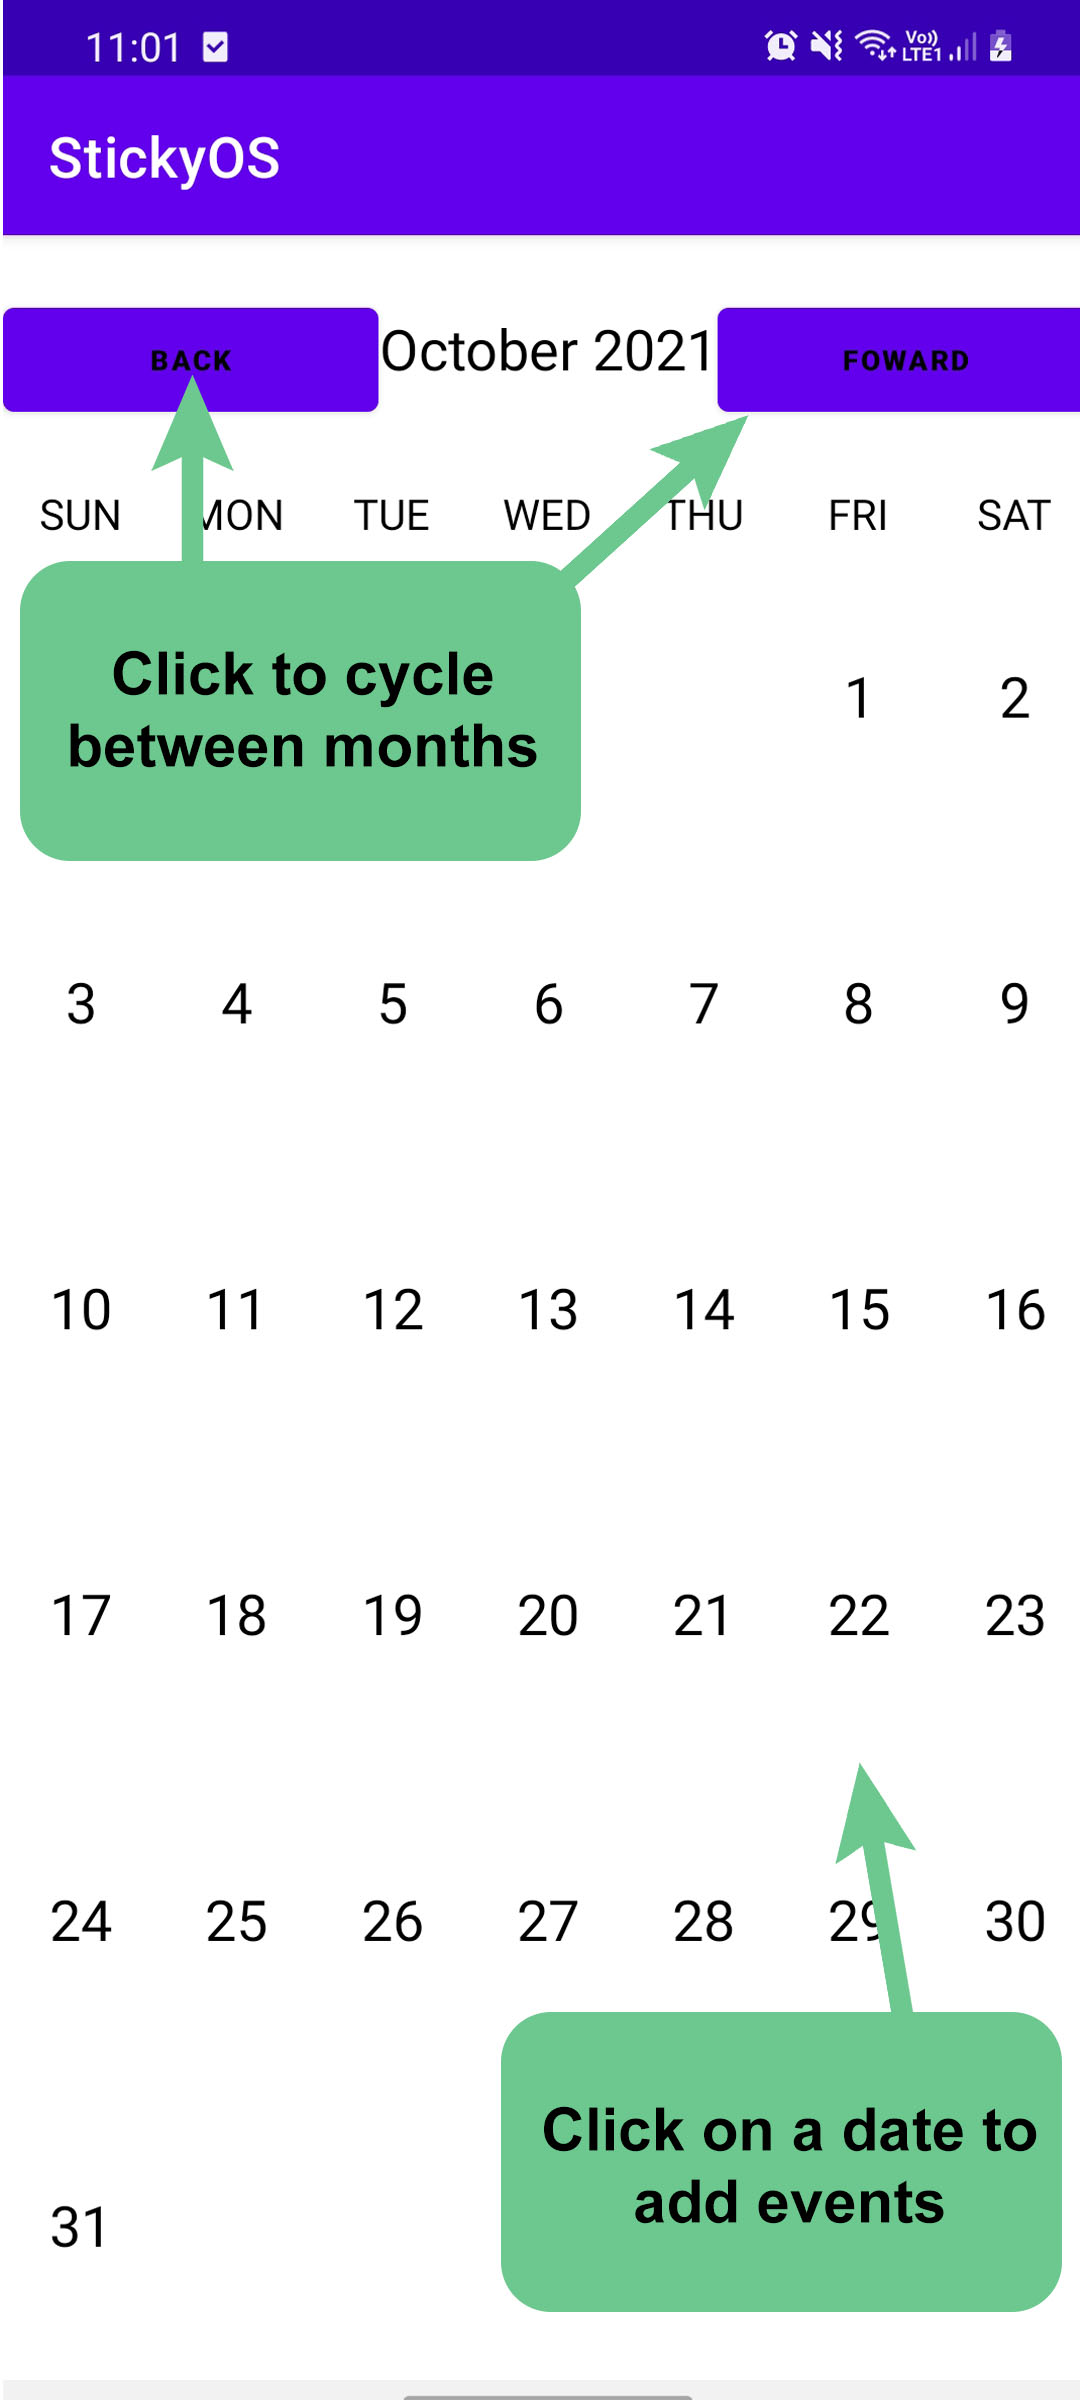 11:01
Vo)) LTE1
StickyOS
BACK October 2021 FOWARD
SUN MON TUE WED THU FRI SAT
Click to cycle
between months
1 2
3 4 5 6 7 8 9
10 11 12 13 14 15 16
17 18 19 20 21 22 23
24 25 26 27 28 29 30
Click on a date to
add events
31